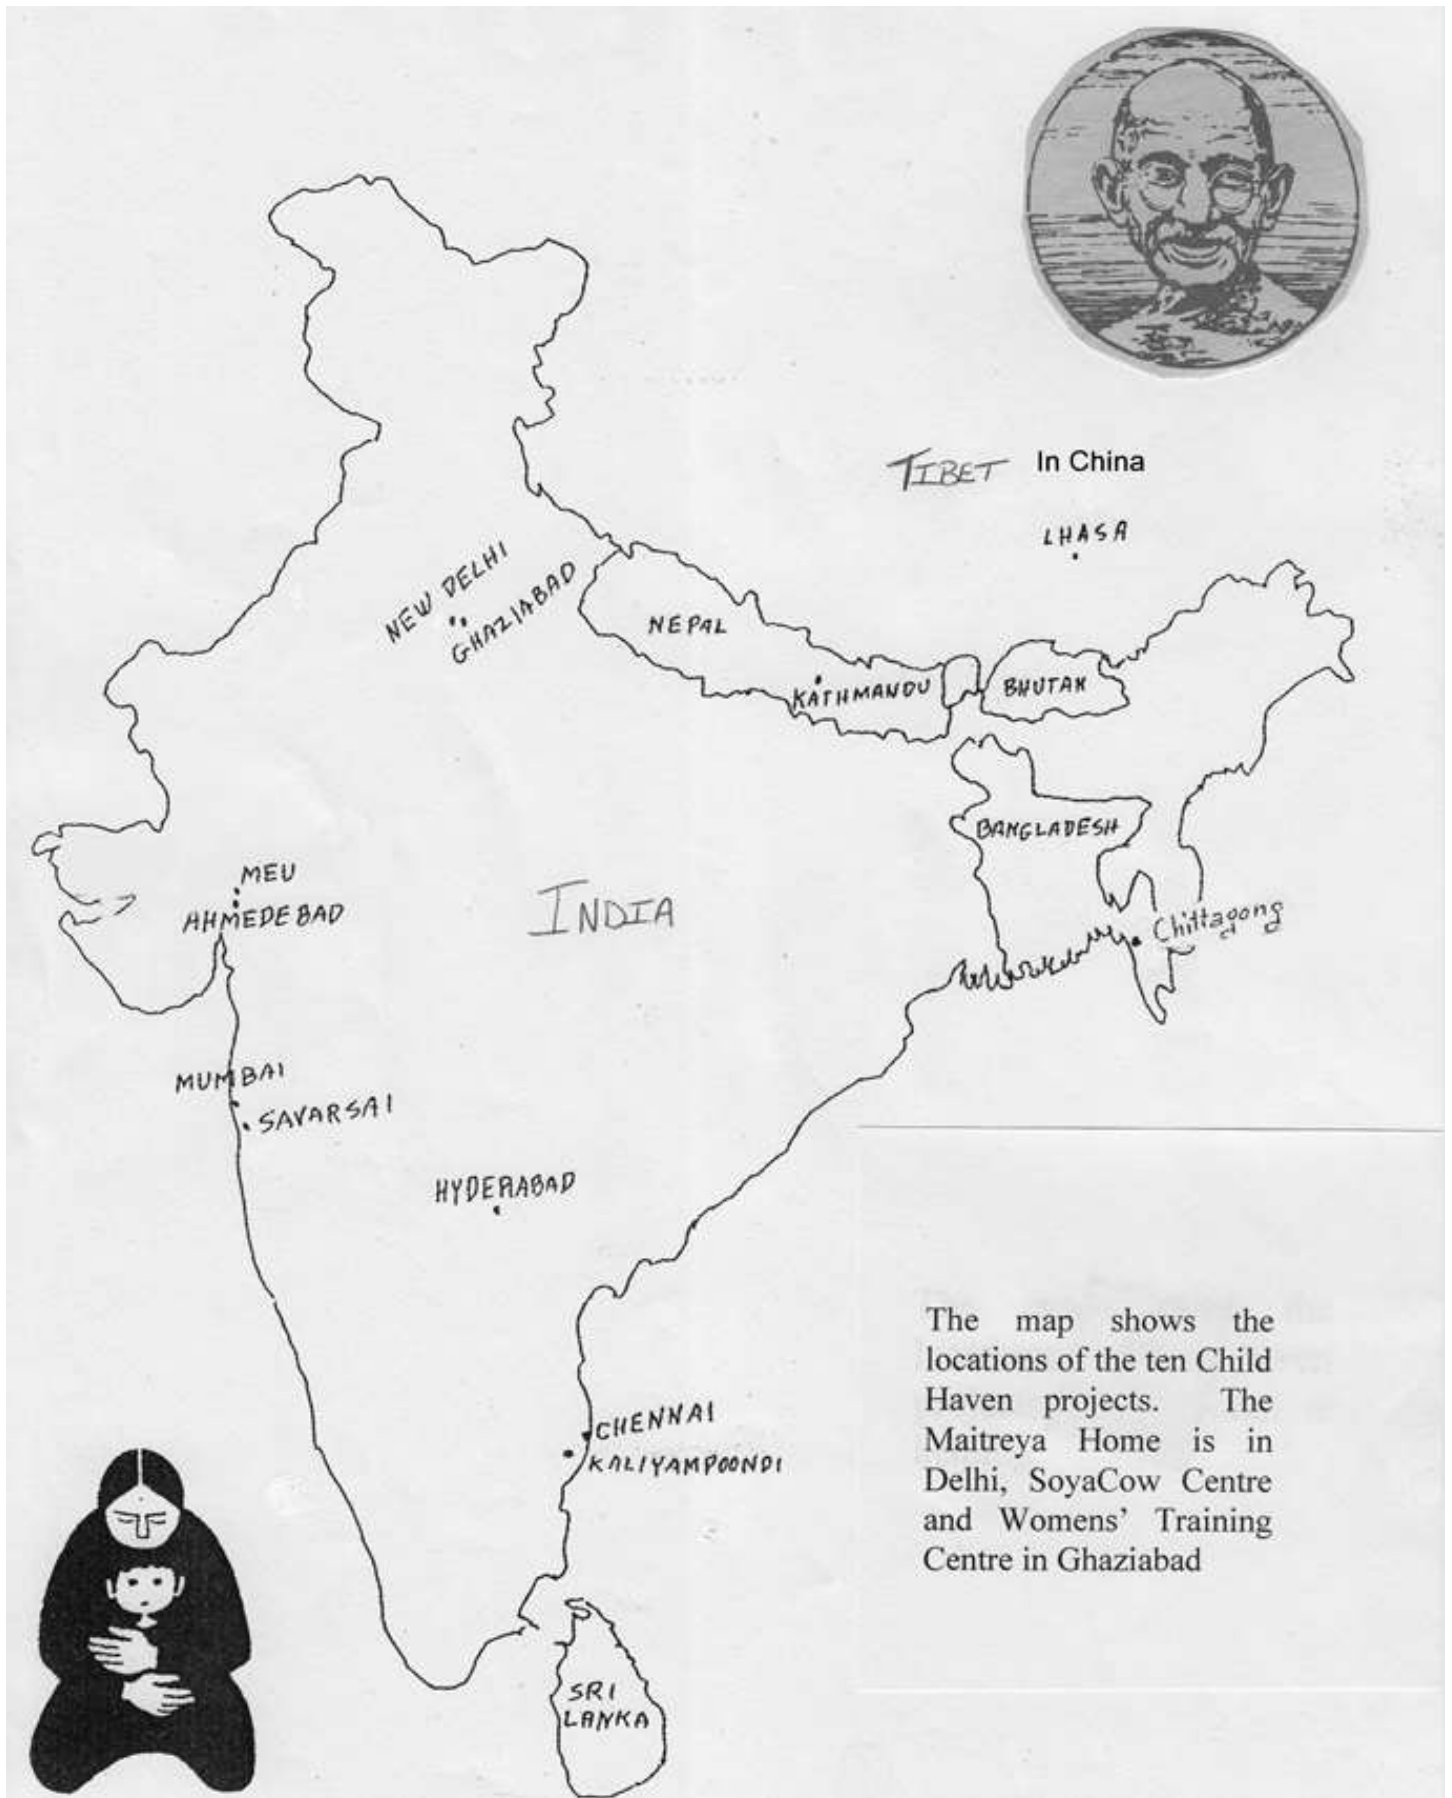 TIBET In China
LHASA
NEW DELHI
GHAZIABAD
NEPAL
KATHMANDU
BHUTAN
BANGLADESH
MEU
AHMEDEBAD
INDIA
Chittagong
MUMBAI
SAVARSAI
HYDERABAD
The map shows the
locations of the ten Child
Haven projects. The
Maitreya Home is in
Delhi, SoyaCow Centre
and Womens' Training
Centre in Ghaziabad
CHENNAI
KALIYAMPOONDI
SRI
LANKA